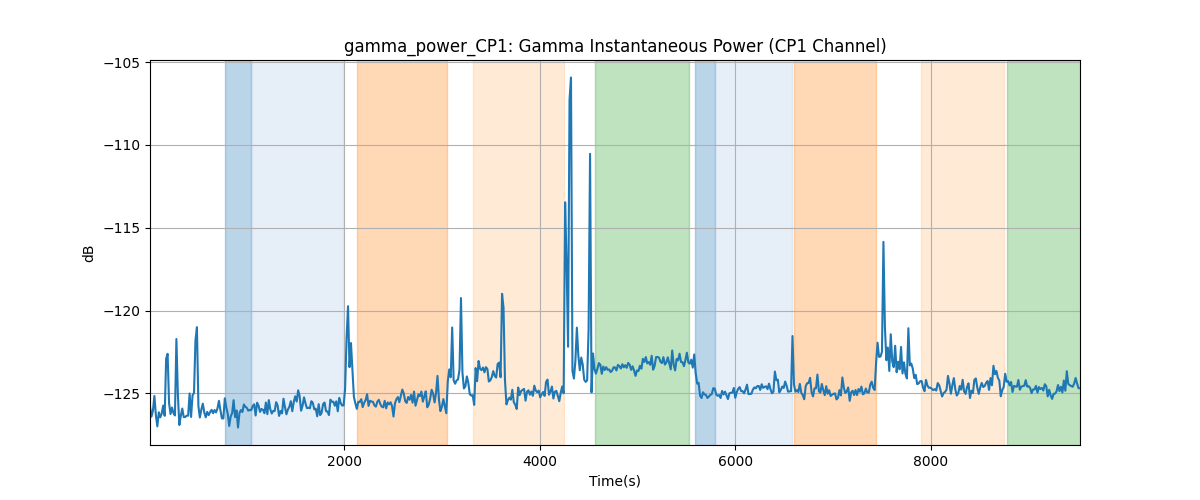 gamma_power_CP1: Gamma Instantaneous Power (CP1 Channel)
−105
−110
−115
−120
−125
dB
2000 4000 6000 8000
Time(s)